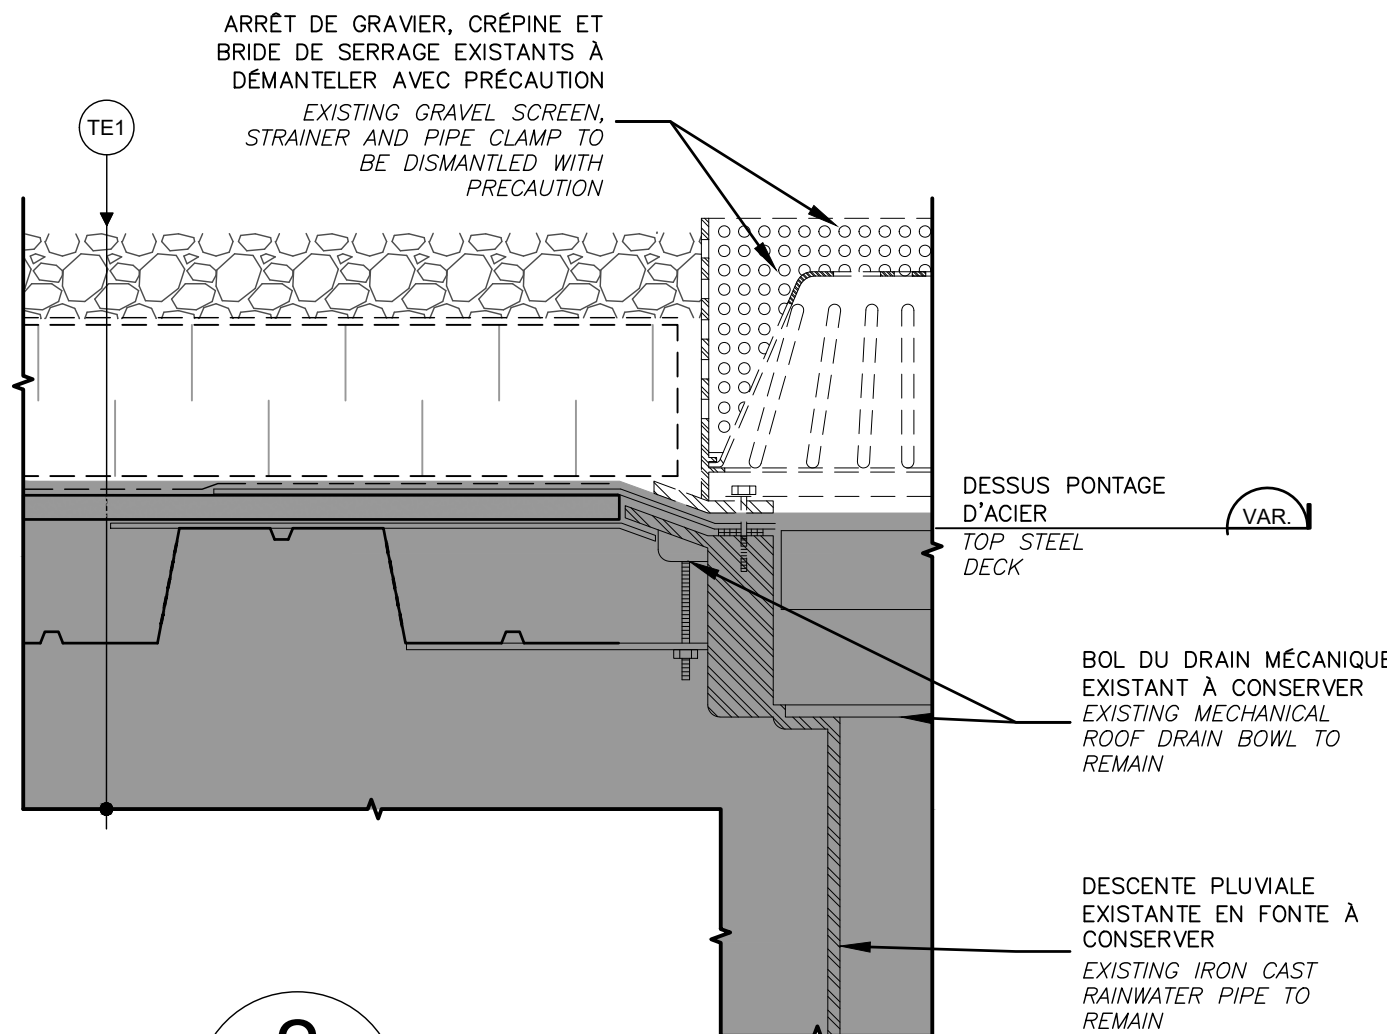 ARRÊT DE GRAVIER, CRÉPINE ET
BRIDE DE SERRAGE EXISTANTS À
DÉMANTELER AVEC PRÉCAUTION
EXISTING GRAVEL SCREEN,
STRAINER AND PIPE CLAMP TO
BE DISMANTLED WITH
PRECAUTION
TE1
DESSUS PONTAGE
D'ACIER
TOP STEEL
DECK
VAR.
BOL DU DRAIN MÉCANIQUE
EXISTANT À CONSERVER
EXISTING MECHANICAL
ROOF DRAIN BOWL TO
REMAIN
DESCENTE PLUVIALE
EXISTANTE EN FONTE À
CONSERVER
EXISTING IRON CAST
RAINWATER PIPE TO
REMAIN